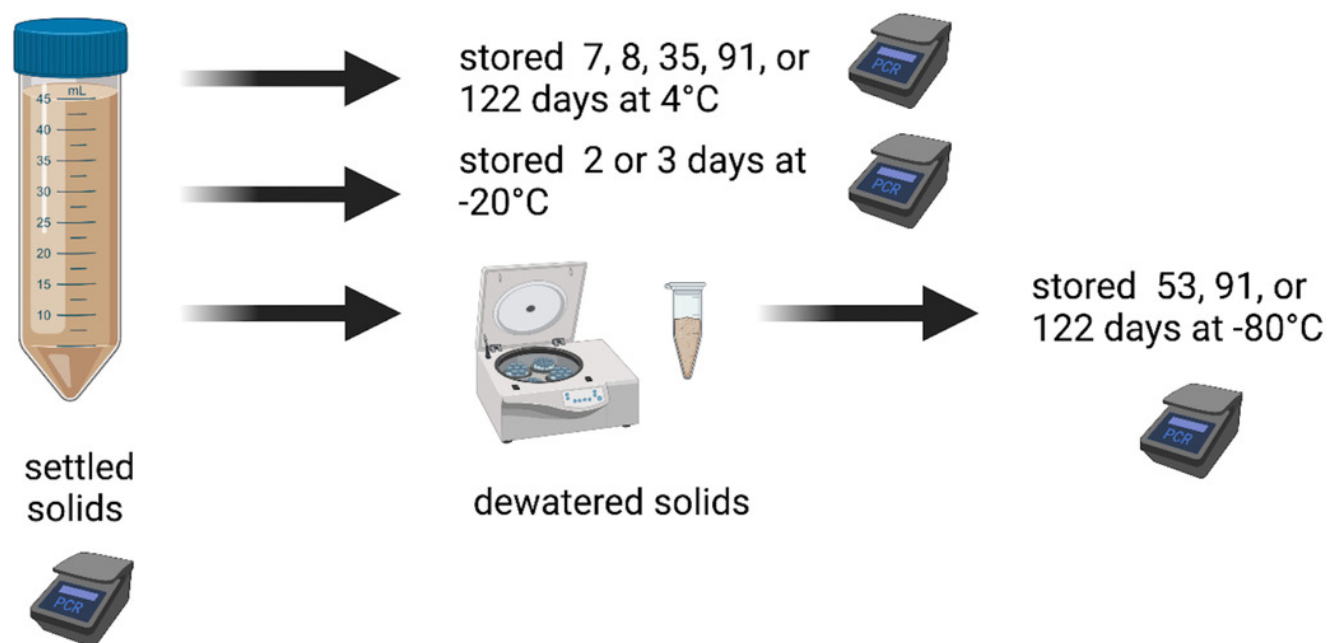 mL
45
40
35
30
25
20
15
10
settled
solids
PCR
stored 7, 8, 35, 91, or
122 days at 4°C
PCR
stored 2 or 3 days at
-20°C
PCR
dewatered solids
stored 53, 91, or
122 days at -80°C
PCR